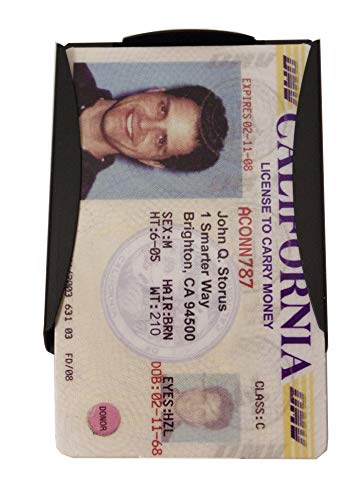 CALIFORNIA
DMV
DMV
LICENSE TO CARRY MONEY
CLASS:C
EXPIRES 02-11-08
ACONN787
John Q. Storus
1 Smarter Way
Brighton, CA 94500
SEX:M HAIR:BRN EYES:HZL
HT:6-05 WT:210 DOB:02-11-68
DONOR
2003 631 03 FD/08